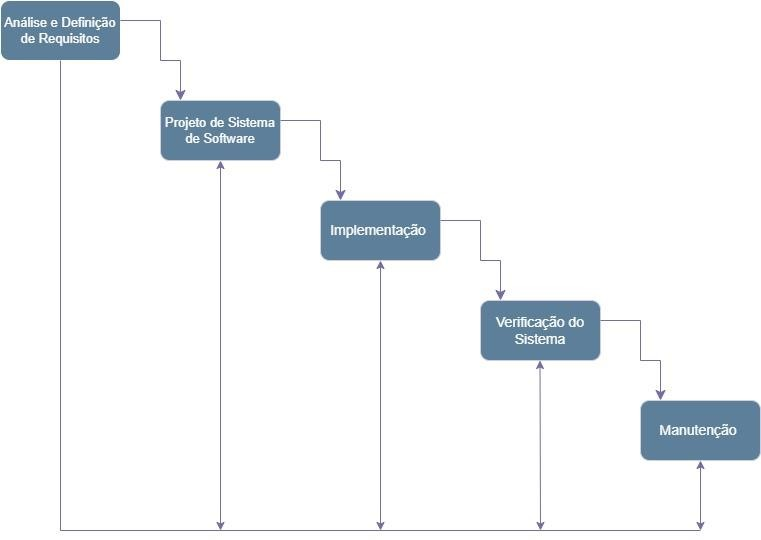 Análise e Definição
de Requisitos
Projeto de Sistema
de Software
Implementação
Verificação do
Sistema
Manutenção